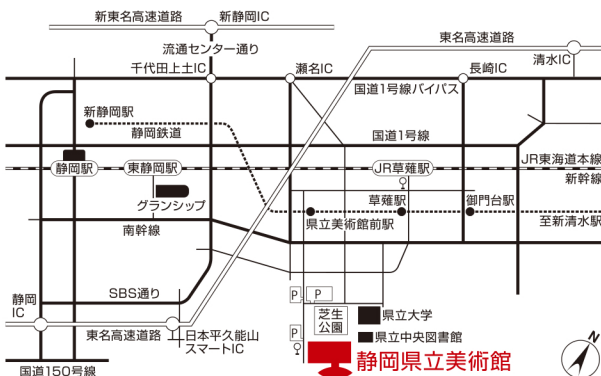 新東名高速道路
新静岡IC
東名高速道路
流通センター通り
清水IC
千代田上土IC
瀬名IC
長崎IC
国道1号線バイパス
新静岡駅
静岡鉄道
国道1号線
JR東海道本線
静岡駅
東静岡駅
JR草薙駅
新幹線
グランシップ
草薙駅
御門台駅
県立美術館前駅
至新清水駅
南幹線
SBS通り
静岡
IC
P
P
芝生
公園
県立大学
P
県立中央図書館
東名高速道路
日本平久能山
スマートIC
静岡県立美術館
国道150号線
N